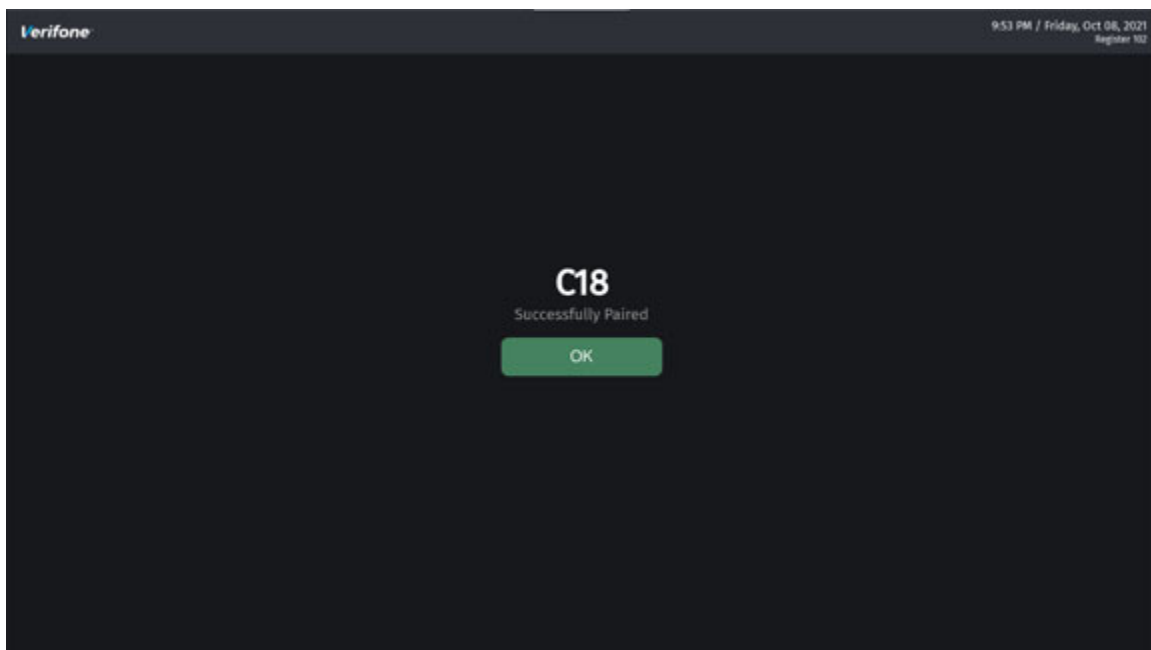 Verifone
9:53 PM / Friday, Oct 08, 2021
Register 102
C18
Successfully Paired
OK